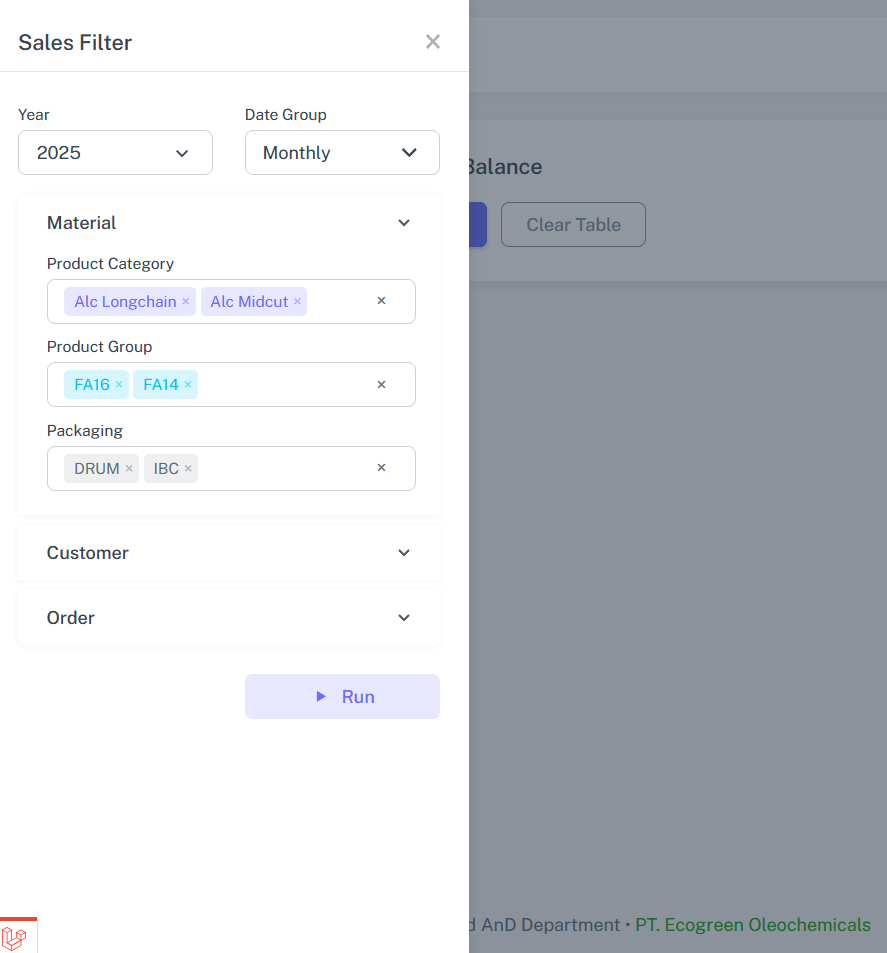 Sales Filter ×
Year Date Group
2025 Monthly
Balance
Material
Clear Table
Product Category
Alc Longchain × Alc Midcut × ×
Product Group
FA16 × FA14 × ×
Packaging
DRUM × IBC × ×
Customer
Order
Run
AnD Department • PT. Ecogreen Oleochemicals